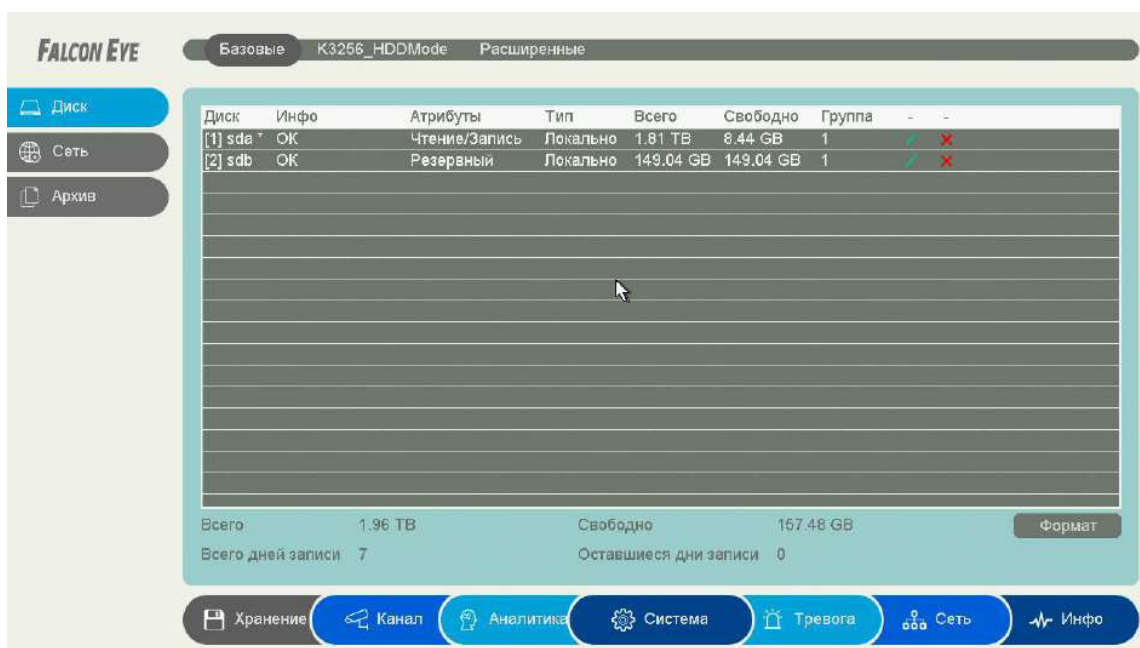 FALCON EYE
Базовые K3256_HDDMode Расширенные
Диск
Сеть
Архив
Диск Инфо Атрибуты Тип Всего Свободно Группа - -
[1] sda * OK Чтение/Запись Локально 1.81 TB 8.44 GB 1
[2] sdb OK Резервный Локально 149.04 GB 149.04 GB 1
Всего 1.96 TB Свободно 157.48 GB Формат
Всего дней записи 7 Оставшиеся дни записи 0
Хранение Канал Аналитика Система Тревога Сеть Инфо